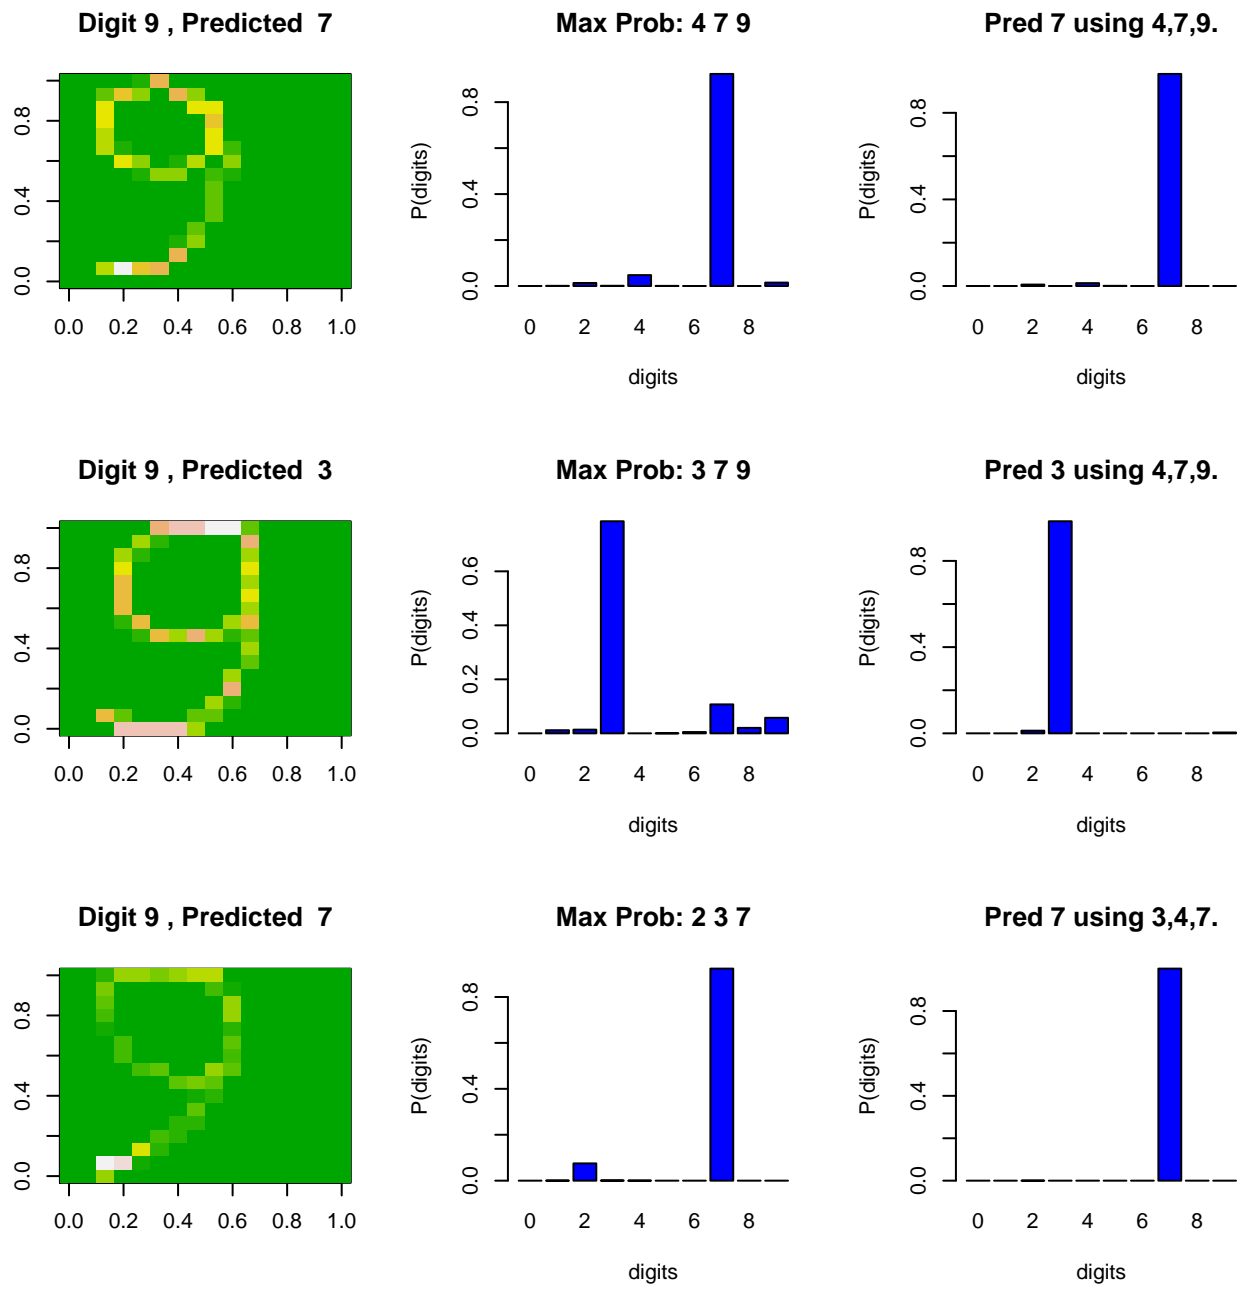 Digit 9 , Predicted  7
Max Prob: 4 7 9
Pred 7 using 4,7,9.
0.0 0.4 0.8
0.0 0.2 0.4 0.6 0.8 1.0
P(digits)
0.0 0.4 0.8
0 2 4 6 8
digits
P(digits)
0.0 0.4 0.8
0 2 4 6 8
digits
Digit 9 , Predicted  3
Max Prob: 3 7 9
Pred 3 using 4,7,9.
0.0 0.4 0.8
0.0 0.2 0.4 0.6 0.8 1.0
P(digits)
0.0 0.2 0.4 0.6
0 2 4 6 8
digits
P(digits)
0.0 0.4 0.8
0 2 4 6 8
digits
Digit 9 , Predicted  7
Max Prob: 2 3 7
Pred 7 using 3,4,7.
0.0 0.4 0.8
0.0 0.2 0.4 0.6 0.8 1.0
P(digits)
0.0 0.4 0.8
0 2 4 6 8
digits
P(digits)
0.0 0.4 0.8
0 2 4 6 8
digits